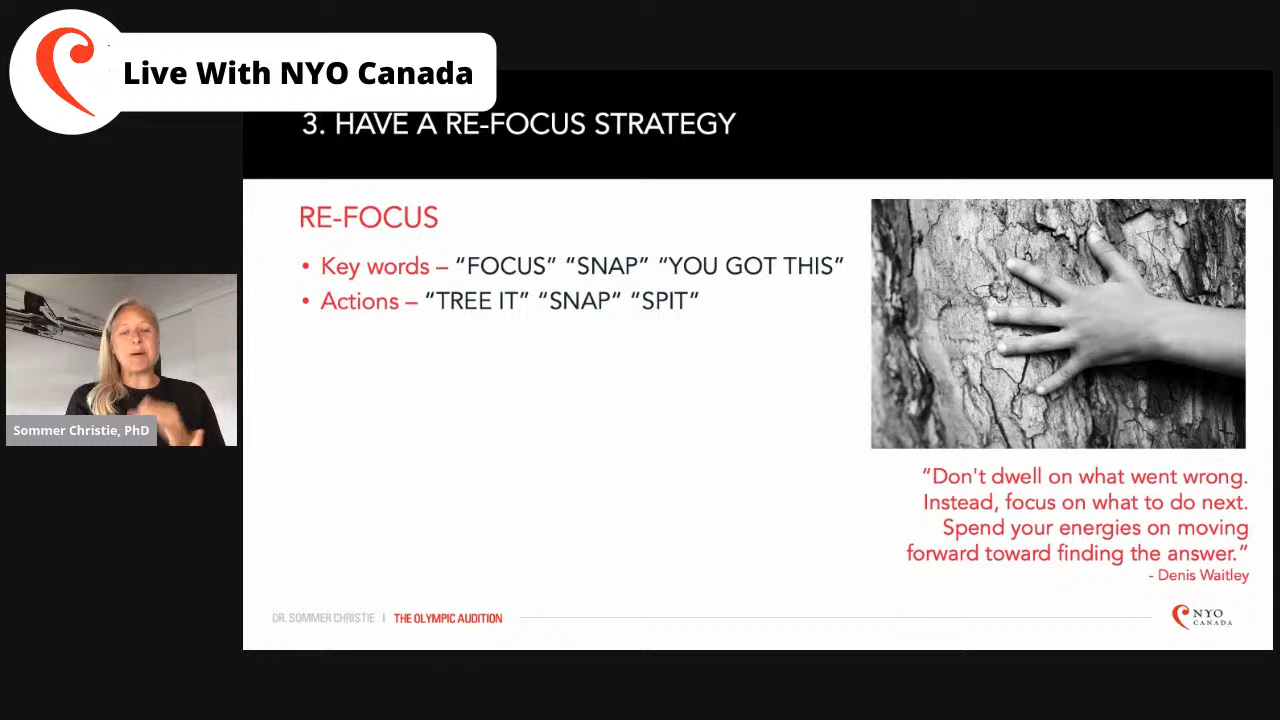 Live With NYO Canada
3. HAVE A RE-FOCUS STRATEGY
RE-FOCUS
• Key words – “FOCUS” “SNAP” “YOU GOT THIS”
• Actions – “TREE IT” “SNAP” “SPIT”
Sommer Christie, PhD
“Don't dwell on what went wrong.
Instead, focus on what to do next.
Spend your energies on moving
forward toward finding the answer.”
- Denis Waitley
DR. SOMMER CHRISTIE | THE OLYMPIC AUDITION
NYO
CANADA